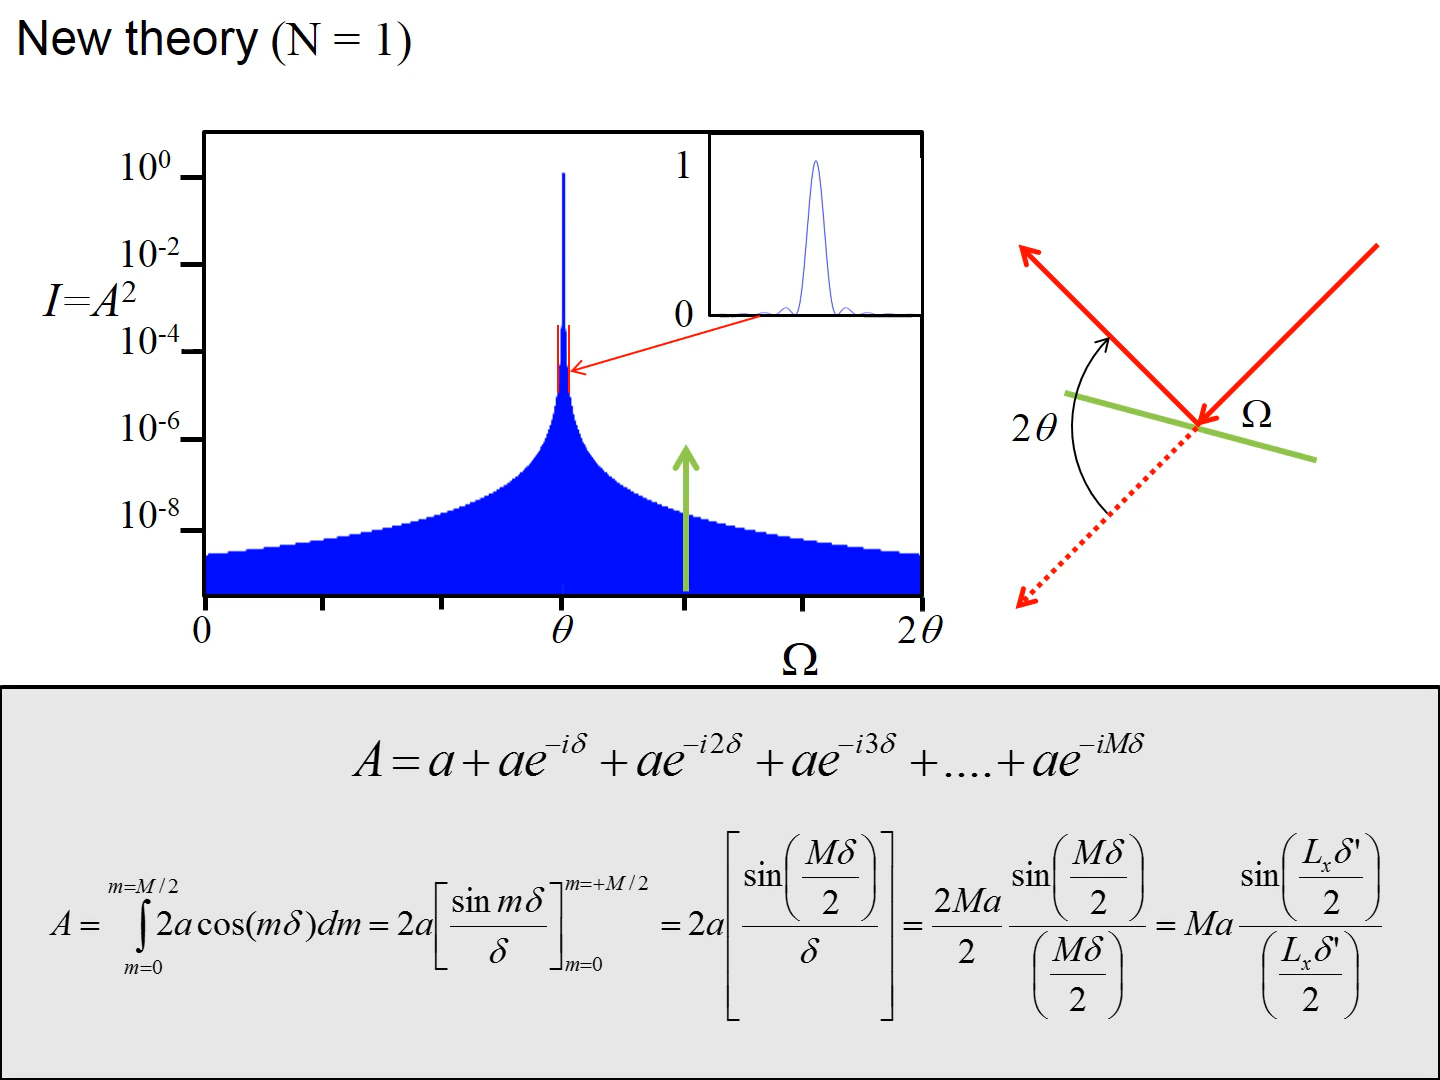 New theory (N = 1)
10⁰
10⁻²
I=A²
10⁻⁴
10⁻⁶
10⁻⁸
1
0
0 θ 2θ
Ω
2θ
Ω
A = a + ae^{-iδ} + ae^{-i2δ} + ae^{-i3δ} + .... + ae^{-iMδ}
A = ∫_{m=0}^{m=M/2} 2a cos(mδ)dm = 2a[sin mδ / δ]_{m=0}^{m=+M/2} = 2a[sin(Mδ/2) / δ] = (2Ma/2) sin(Mδ/2) / (Mδ/2) = Ma sin(L_xδ'/2) / (L_xδ'/2)